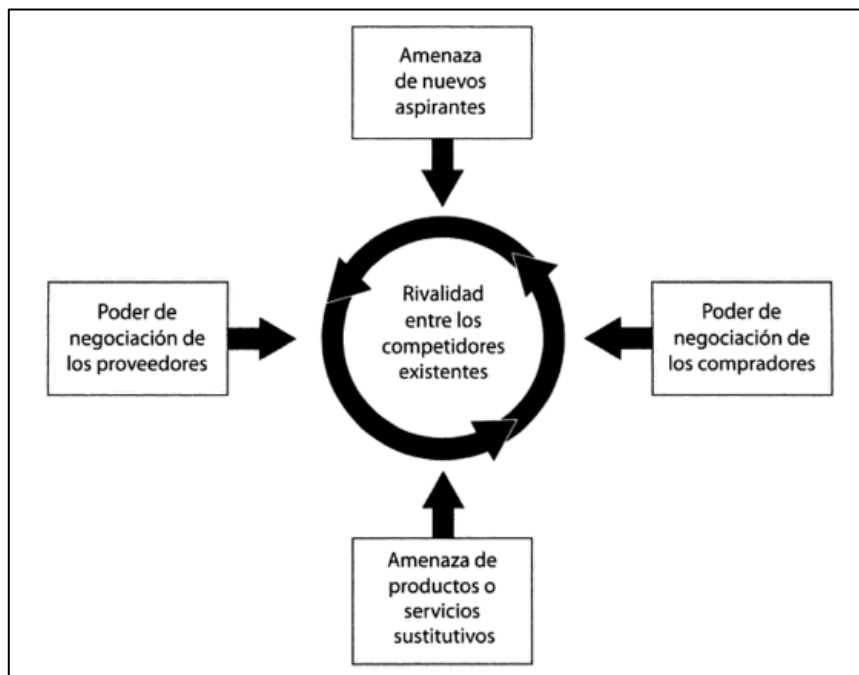 Amenaza
de nuevos
aspirantes
Poder de
negociación de
los proveedores
Rivalidad
entre los
competidores
existentes
Poder de
negociación de
los compradores
Amenaza de
productos o
servicios
sustitutivos